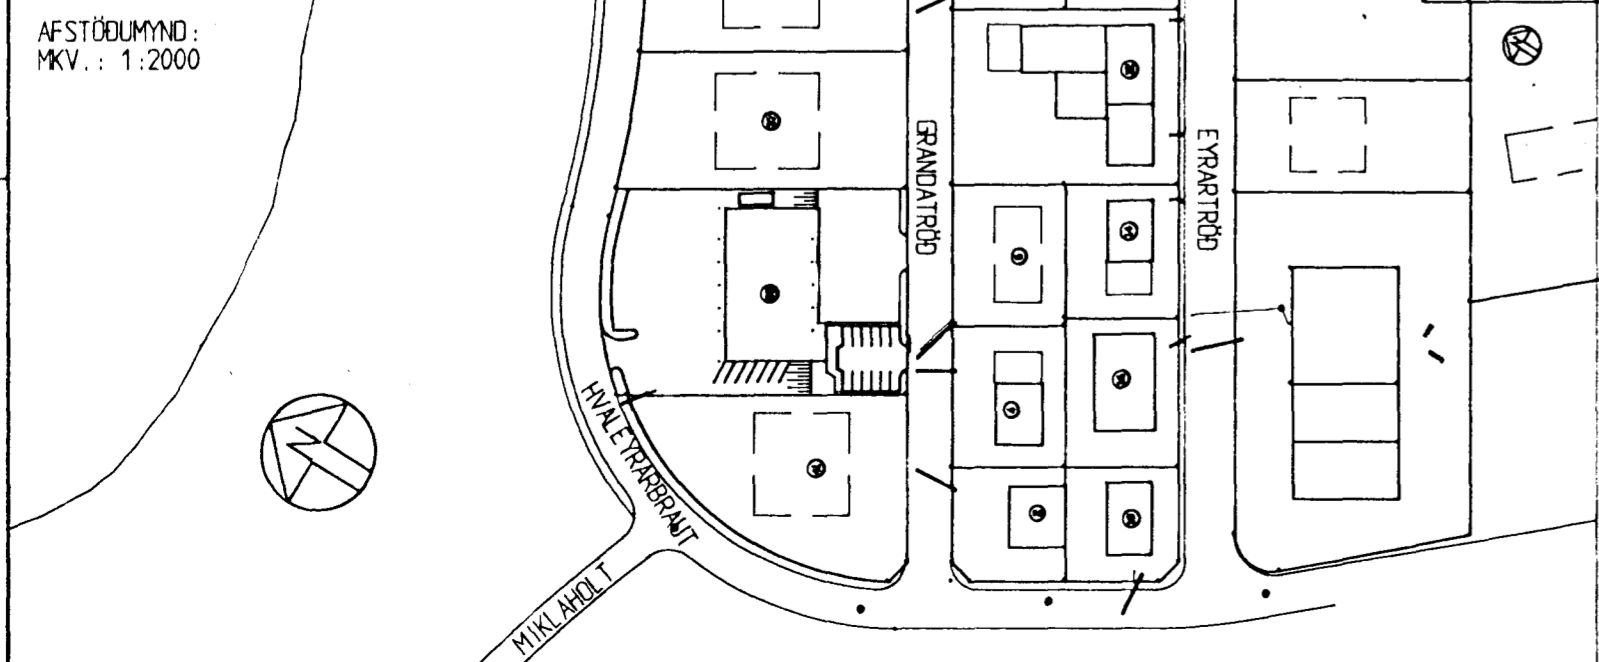 AFSTÖÐUMYND:
MKV.: 1:2000
GRANDATRÖÐ
EYRARTRÖÐ
HVALEYRARBRAUT
MIKLAHOLT
N